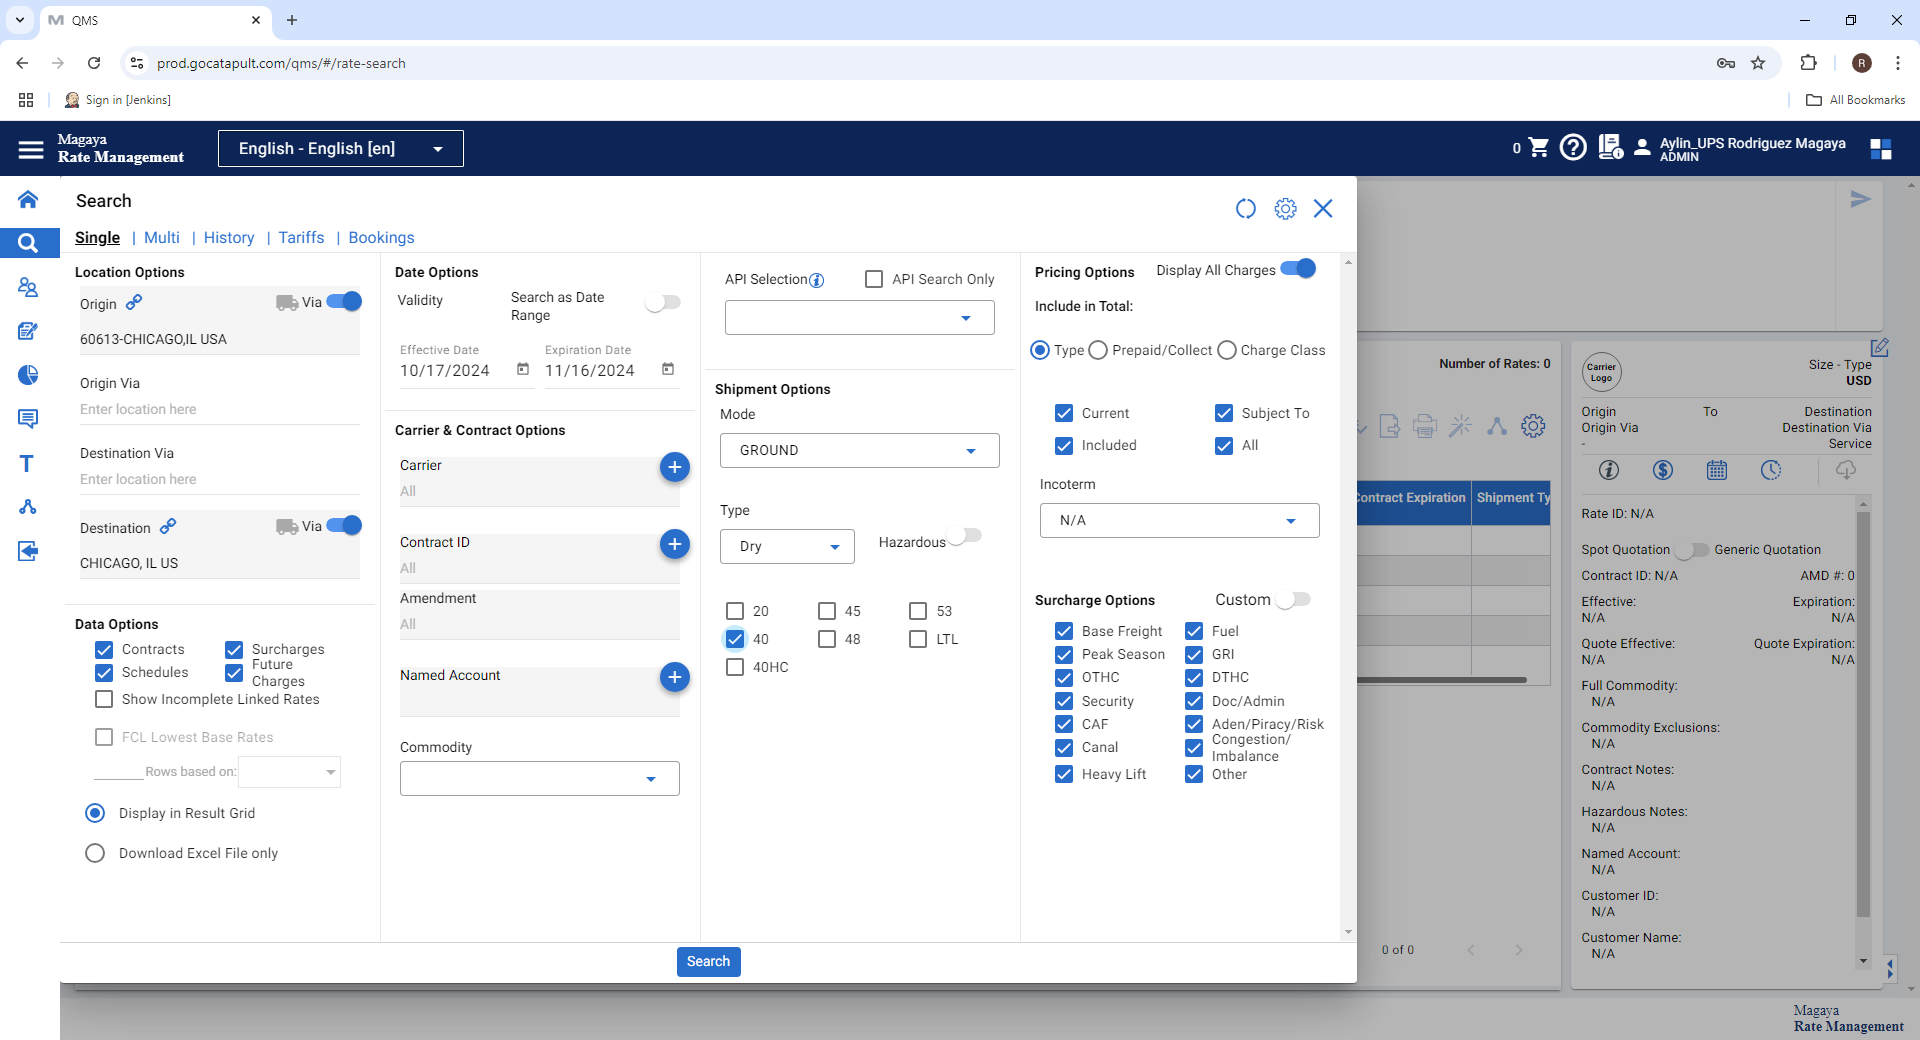 QMS
prod.gocatapult.com/qms/#/rate-search
R
Sign in [Jenkins]
All Bookmarks
Magaya
Rate Management
English - English [en]
0
Aylin_UPS Rodriguez Magaya
ADMIN
Search
Single | Multi | History | Tariffs | Bookings
Location Options
Origin
Via
60613-CHICAGO,IL USA
Origin Via
Enter location here
Destination Via
Enter location here
Destination
Via
CHICAGO, IL US
Data Options
Contracts
Surcharges
Schedules
Future
Charges
Show Incomplete Linked Rates
FCL Lowest Base Rates
Rows based on:
Display in Result Grid
Download Excel File only
Date Options
Validity
Search as Date
Range
Effective Date
Expiration Date
10/17/2024
11/16/2024
Carrier & Contract Options
Carrier
All
Contract ID
All
Amendment
All
Named Account
Commodity
API Selection
API Search Only
Shipment Options
Mode
GROUND
Type
Dry
Hazardous
20
45
53
40
48
LTL
40HC
Pricing Options
Display All Charges
Include in Total:
Type
Prepaid/Collect
Charge Class
Current
Subject To
Included
All
Incoterm
N/A
Surcharge Options
Custom
Base Freight
Fuel
Peak Season
GRI
OTHC
DTHC
Security
Doc/Admin
CAF
Aden/Piracy/Risk
Canal
Congestion/
Imbalance
Heavy Lift
Other
Search
Number of Rates: 0
Contract Expiration
Shipment Ty
0 of 0
Carrier
Logo
Size - Type
USD
Origin
To
Destination
Origin Via
Destination Via
-
Service
Rate ID: N/A
Spot Quotation
Generic Quotation
Contract ID: N/A
AMD #: 0
Effective:
Expiration:
N/A
N/A
Quote Effective:
Quote Expiration:
N/A
N/A
Full Commodity:
N/A
Commodity Exclusions:
N/A
Contract Notes:
N/A
Hazardous Notes:
N/A
Named Account:
N/A
Customer ID:
N/A
Customer Name:
N/A
Magaya
Rate Management